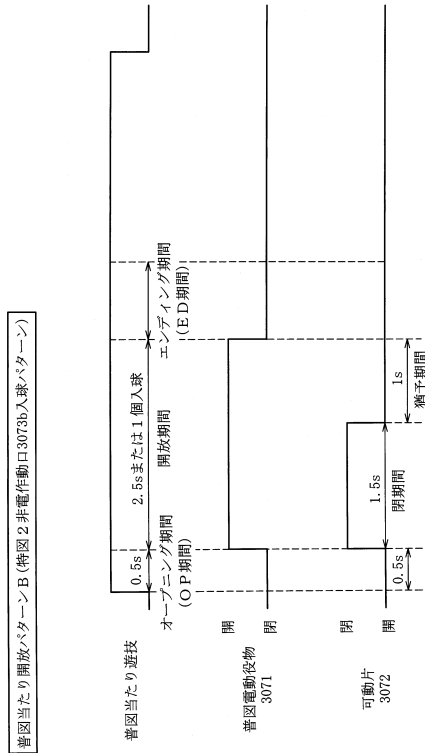 普図当たり開放パターンB(特図2非電作動口3073b入球パターン)
普図当たり遊技
0.5s
オープニング期間
(OP期間)
2.5sまたは1個入球
開放期間
エンディング期間
(ED期間)
普図電動役物
3071
開
閉
可動片
3072
閉
開
0.5s
1.5s
閉期間
1s
猶予期間